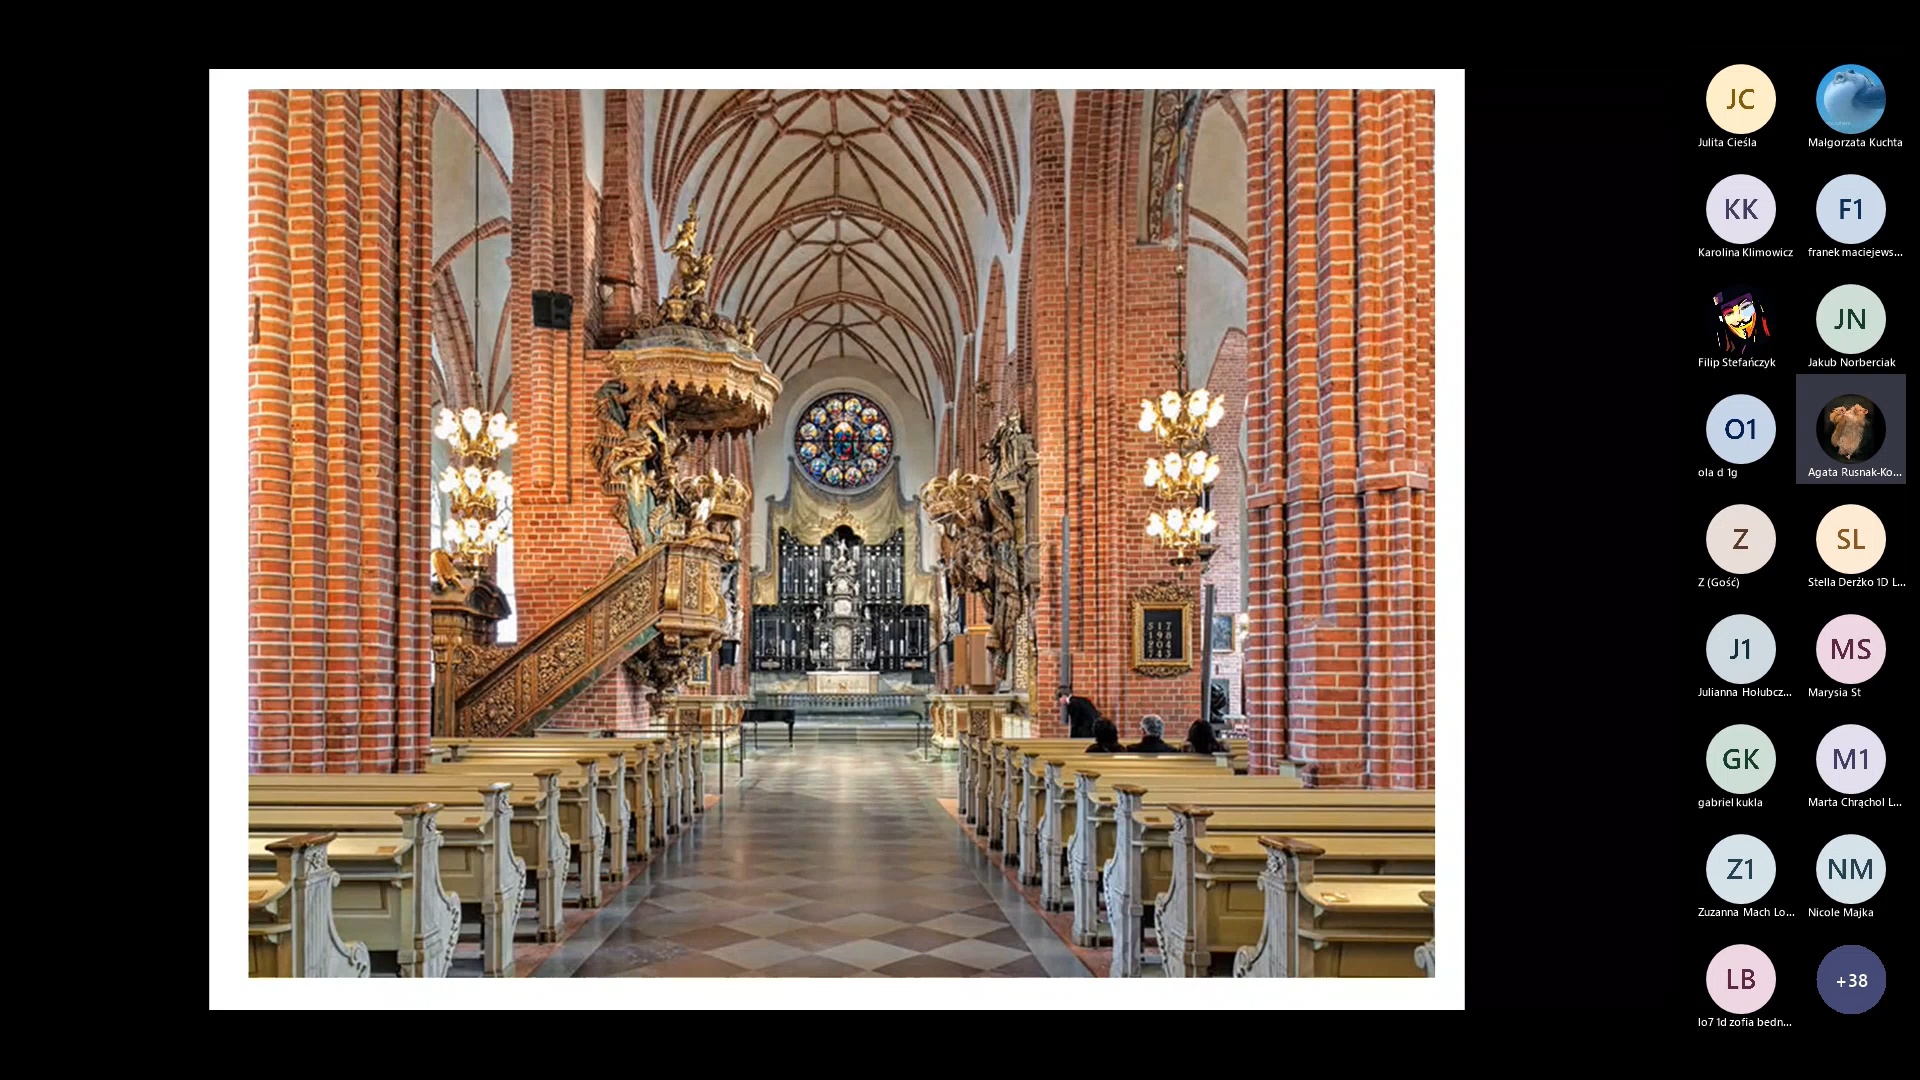 JC
Julita Cieśla
Małgorzata Kuchta
KK
Karolina Klimowicz
F1
franek maciejews...
Filip Stefańczyk
JN
Jakub Norberciak
O1
ola d 1g
Agata Rusnak-Ko...
Z
Z (Gość)
SL
Stella Derżko 1D L...
J1
Julianna Hołubcz...
MS
Marysia St
GK
gabriel kukla
M1
Marta Chrąchol L...
Z1
Zuzanna Mach Lo...
NM
Nicole Majka
LB
lo7 1d zofia bedn...
+38